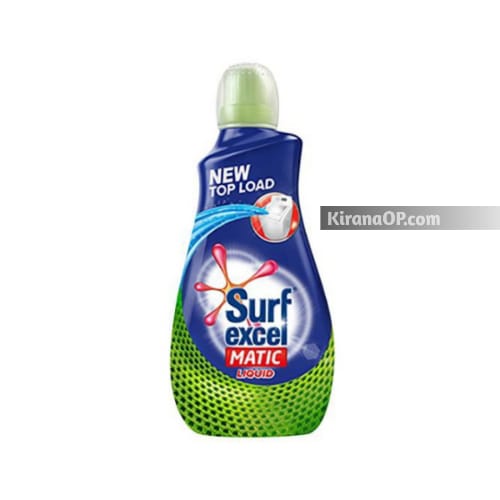 NEW
TOP LOAD
KiranaOP.com
Surf
excel
MATIC
LIQUID